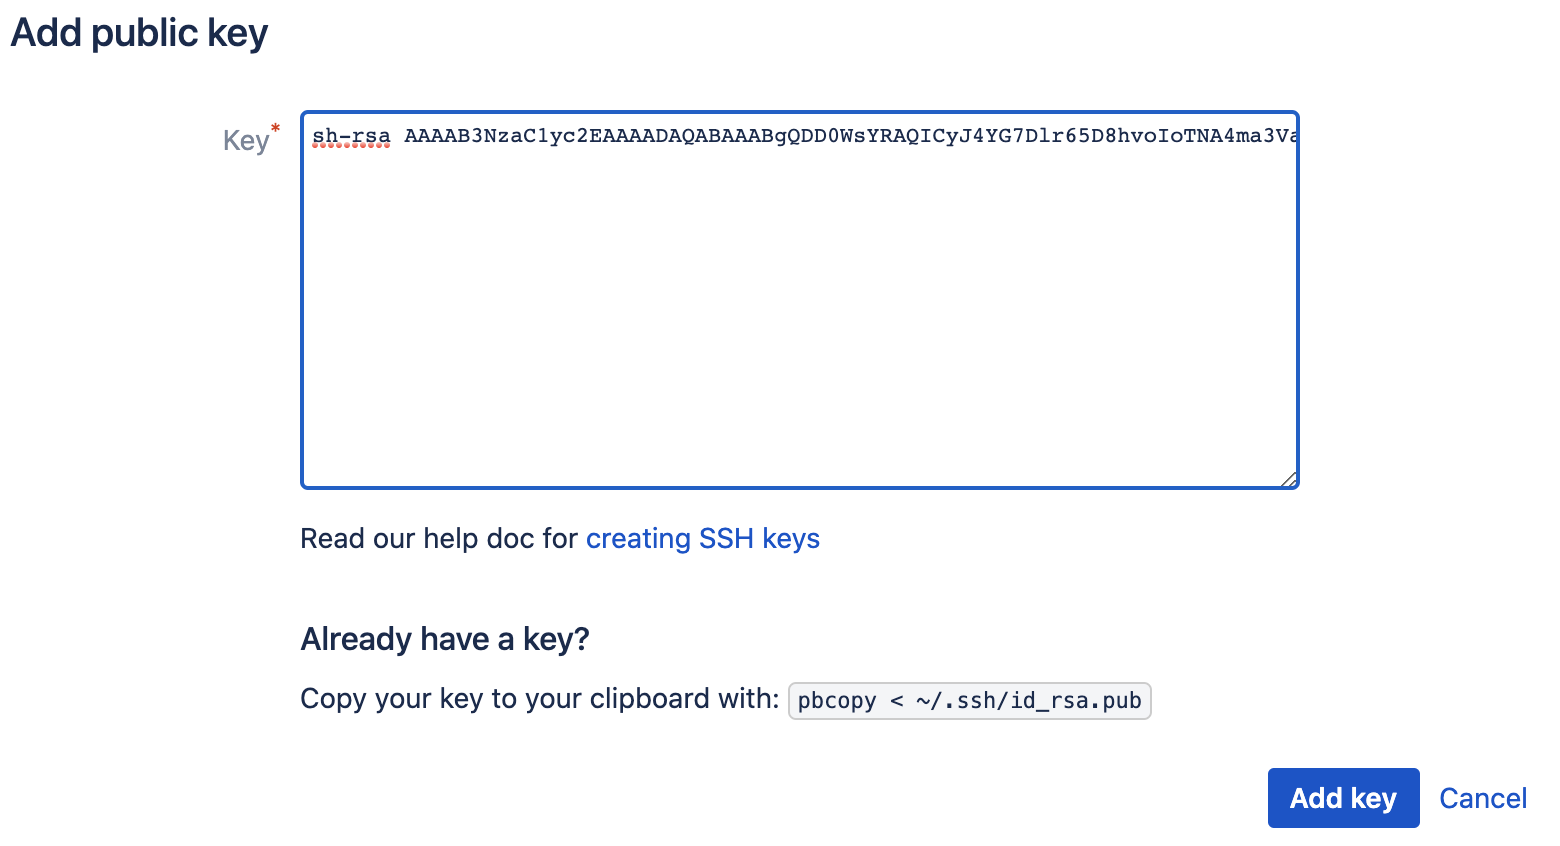 Add public key
Key*
sh-rsa AAAAB3NzaC1yc2EAAAADAQABAAABgQDD0WsYRAQICyJ4YG7Dlr65D8hvoIoTNA4ma3Va
Read our help doc for creating SSH keys
Already have a key?
Copy your key to your clipboard with: pbcopy < ~/.ssh/id_rsa.pub
Add key Cancel